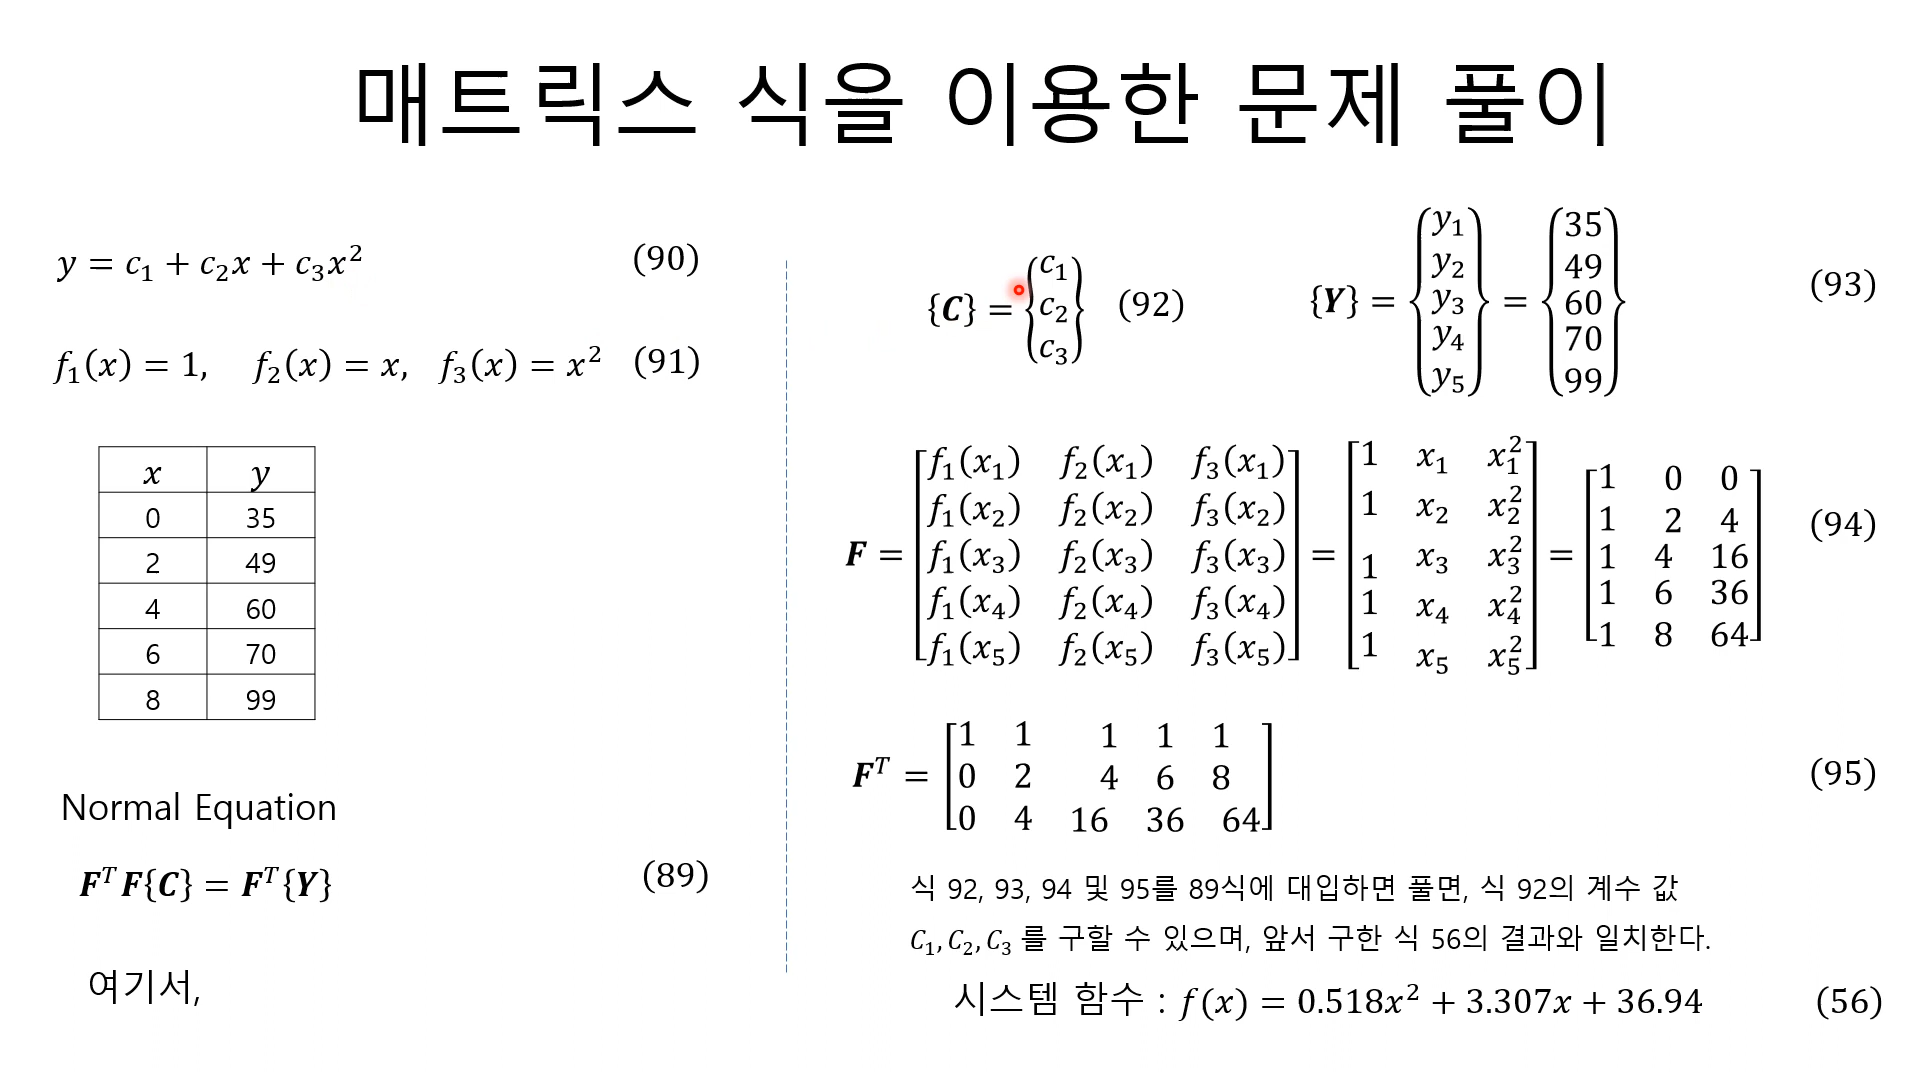 매트릭스 식을 이용한 문제 풀이
y = c₁ + c₂x + c₃x² (90)
f₁(x) = 1, f₂(x) = x, f₃(x) = x² (91)
x y
0 35
2 49
4 60
6 70
8 99
Normal Equation
FᵀF{C} = Fᵀ{Y} (89)
여기서,
{C} = {c₁ c₂ c₃} (92)
{Y} = {y₁ y₂ y₃ y₄ y₅} = {35 49 60 70 99} (93)
F = [f₁(x₁) f₂(x₁) f₃(x₁) = [1 x₁ x₁² = [1 0 0
f₁(x₂) f₂(x₂) f₃(x₂) 1 x₂ x₂² 1 2 4
f₁(x₃) f₂(x₃) f₃(x₃) 1 x₃ x₃² 1 4 16
f₁(x₄) f₂(x₄) f₃(x₄) 1 x₄ x₄² 1 6 36
f₁(x₅) f₂(x₅) f₃(x₅)] 1 x₅ x₅²] 1 8 64] (94)
Fᵀ = [1 1 1 1 1
0 2 4 6 8
0 4 16 36 64] (95)
식 92, 93, 94 및 95를 89식에 대입하면 풀면, 식 92의 계수 값
C₁, C₂, C₃ 를 구할 수 있으며, 앞서 구한 식 56의 결과와 일치한다.
시스템 함수 : f(x) = 0.518x² + 3.307x + 36.94 (56)